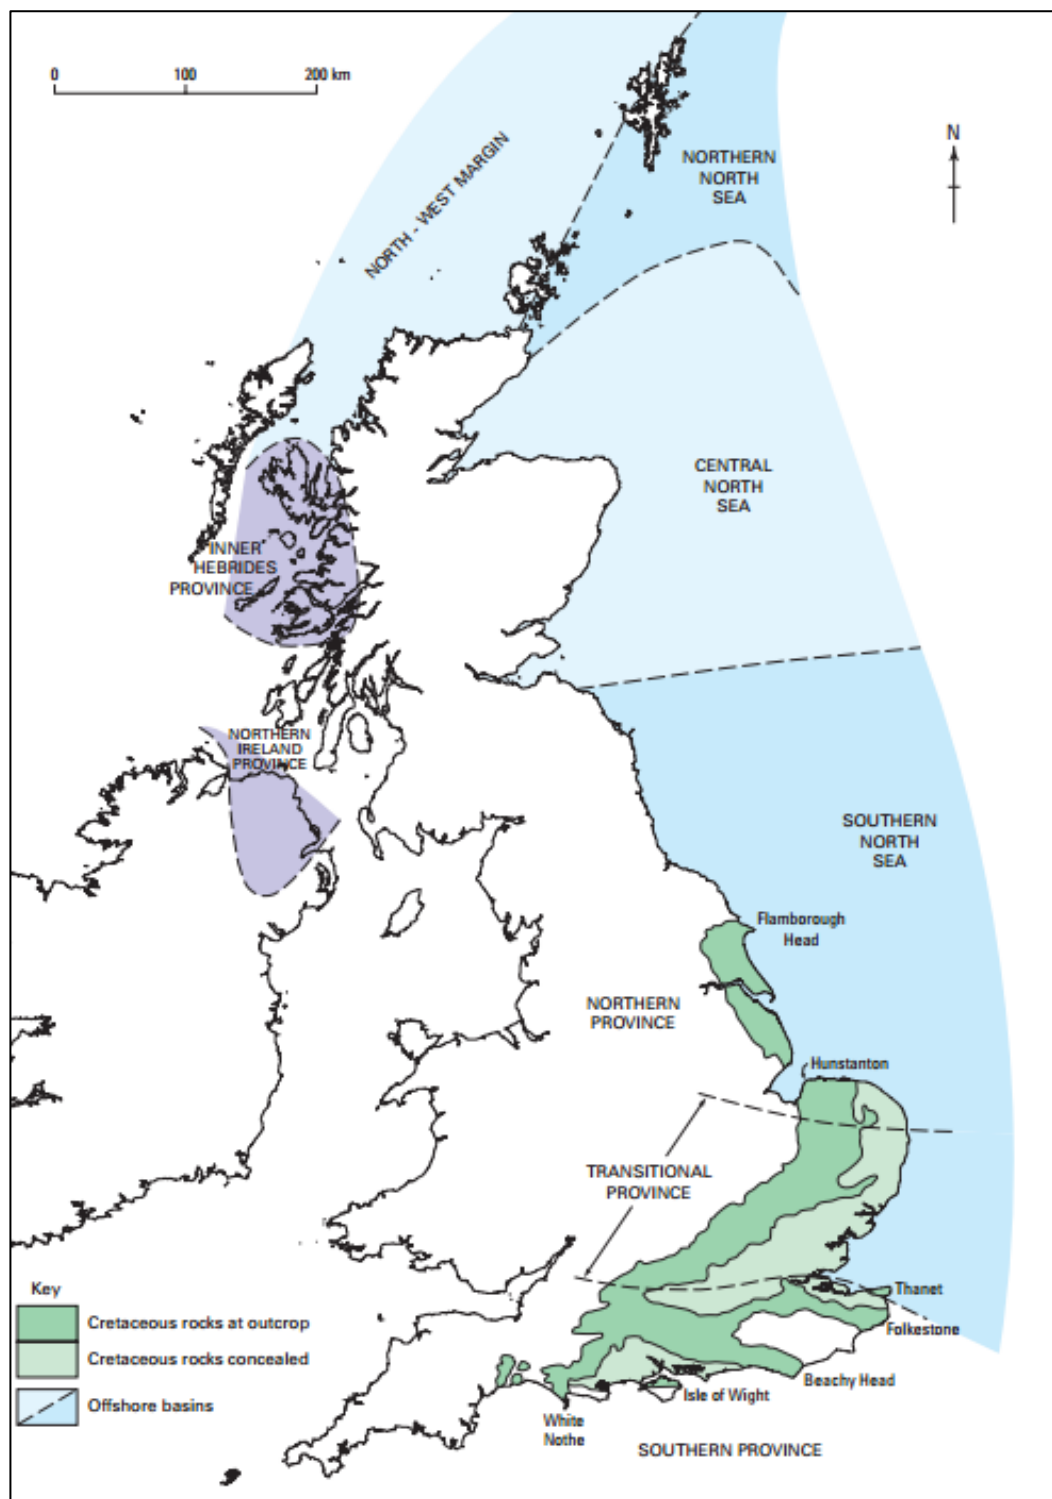 0 100 200 km
N
NORTH - WEST MARGIN
NORTHERN
NORTH
SEA
CENTRAL
NORTH
SEA
INNER
HEBRIDES
PROVINCE
NORTHERN
IRELAND
PROVINCE
SOUTHERN
NORTH
SEA
Flamborough
Head
NORTHERN
PROVINCE
Hunstanton
TRANSITIONAL
PROVINCE
Key
Cretaceous rocks at outcrop
Cretaceous rocks concealed
Offshore basins
Thanet
Folkestone
Beachy Head
Isle of Wight
White
Nothe
SOUTHERN PROVINCE